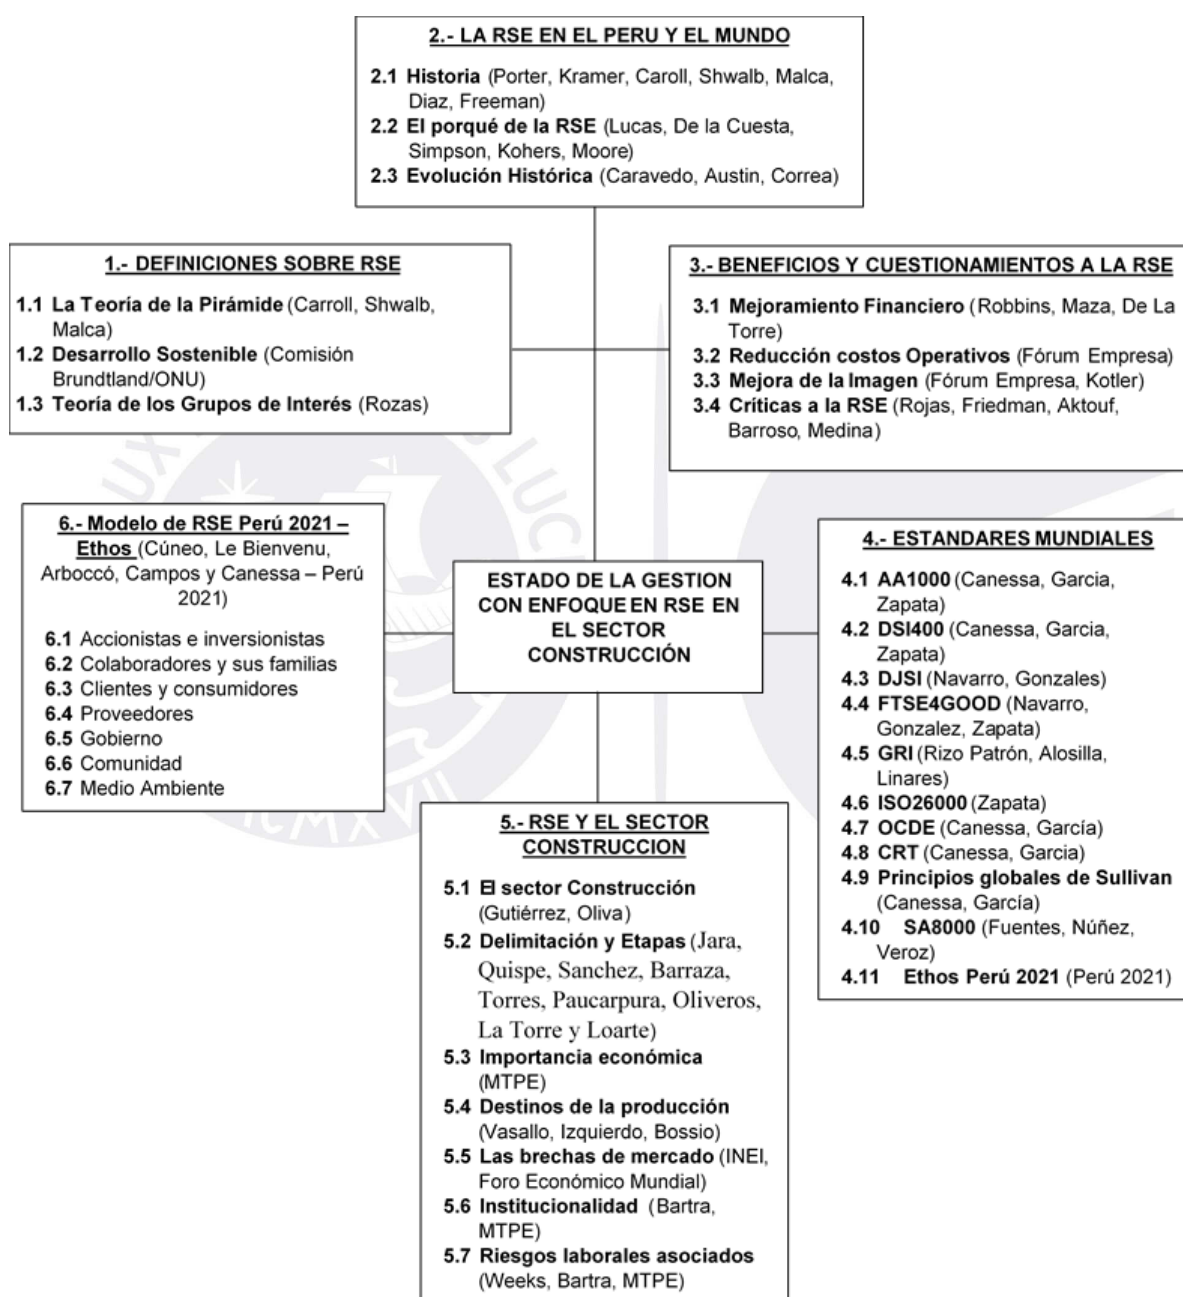 2.- LA RSE EN EL PERU Y EL MUNDO
2.1 Historia (Porter, Kramer, Caroll, Shwalb, Malca,
Diaz, Freeman)
2.2 El porqué de la RSE (Lucas, De la Cuesta,
Simpson, Kohers, Moore)
2.3 Evolución Histórica (Caravedo, Austin, Correa)
1.- DEFINICIONES SOBRE RSE
1.1 La Teoría de la Pirámide (Carroll, Shwalb,
Malca)
1.2 Desarrollo Sostenible (Comisión
Brundtland/ONU)
1.3 Teoría de los Grupos de Interés (Rozas)
3.- BENEFICIOS Y CUESTIONAMIENTOS A LA RSE
3.1 Mejoramiento Financiero (Robbins, Maza, De La
Torre)
3.2 Reducción costos Operativos (Fórum Empresa)
3.3 Mejora de la Imagen (Fórum Empresa, Kotler)
3.4 Críticas a la RSE (Rojas, Friedman, Aktouf,
Barroso, Medina)
6.- Modelo de RSE Perú 2021 –
Ethos (Cúneo, Le Bienvenu,
Arboccó, Campos y Canessa – Perú
2021)
6.1 Accionistas e inversionistas
6.2 Colaboradores y sus familias
6.3 Clientes y consumidores
6.4 Proveedores
6.5 Gobierno
6.6 Comunidad
6.7 Medio Ambiente
ESTADO DE LA GESTION
CON ENFOQUE EN RSE EN
EL SECTOR
CONSTRUCCIÓN
4.- ESTANDARES MUNDIALES
4.1 AA1000 (Canessa, Garcia,
Zapata)
4.2 DSI400 (Canessa, Garcia,
Zapata)
4.3 DJSI (Navarro, Gonzales)
4.4 FTSE4GOOD (Navarro,
Gonzalez, Zapata)
4.5 GRI (Rizo Patrón, Alosilla,
Linares)
4.6 ISO26000 (Zapata)
4.7 OCDE (Canessa, García)
4.8 CRT (Canessa, Garcia)
4.9 Principios globales de Sullivan
(Canessa, García)
4.10 SA8000 (Fuentes, Núñez,
Veroz)
4.11 Ethos Perú 2021 (Perú 2021)
5.- RSE Y EL SECTOR
CONSTRUCCION
5.1 El sector Construcción
(Gutiérrez, Oliva)
5.2 Delimitación y Etapas (Jara,
Quispe, Sanchez, Barraza,
Torres, Paucarpura, Oliveros,
La Torre y Loarte)
5.3 Importancia económica
(MTPE)
5.4 Destinos de la producción
(Vasallo, Izquierdo, Bossio)
5.5 Las brechas de mercado (INEI,
Foro Económico Mundial)
5.6 Institucionalidad (Bartra,
MTPE)
5.7 Riesgos laborales asociados
(Weeks, Bartra, MTPE)